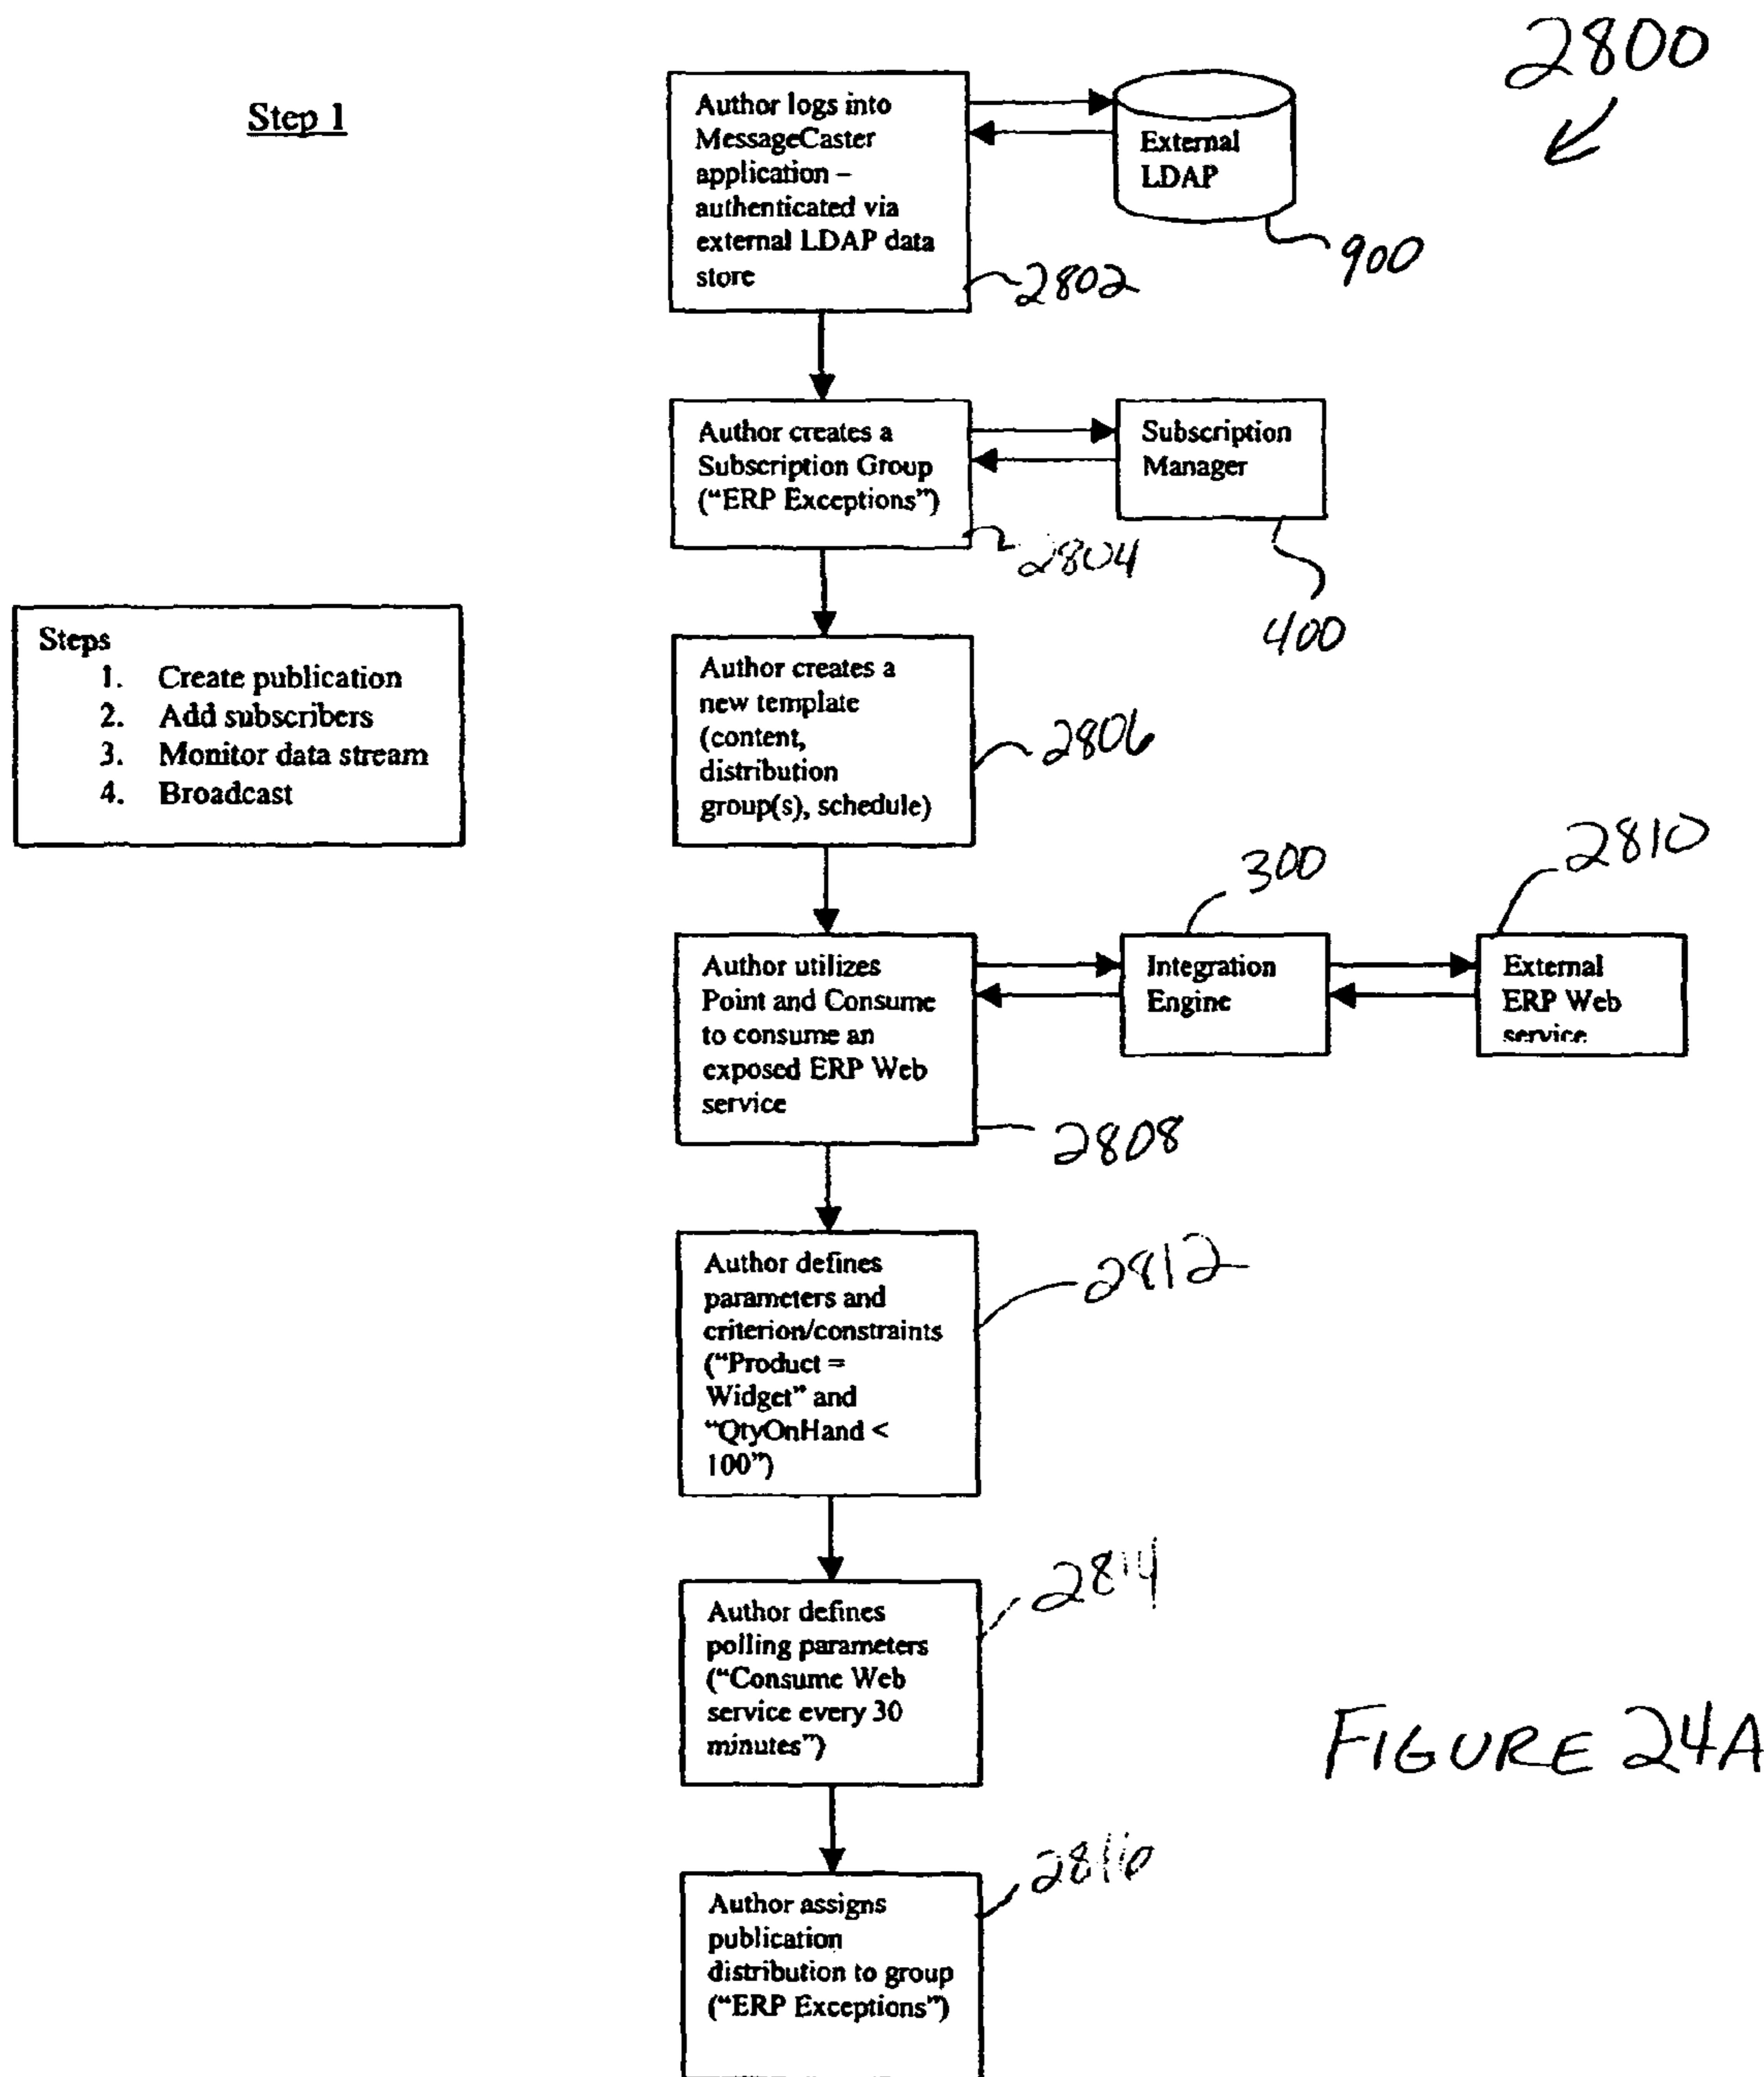 2800
Step 1
Author logs into
MessageCaster
application –
authenticated via
external LDAP data
store
2802
External
LDAP
900
Author creates a
Subscription Group
(“ERP Exceptions”)
2804
Subscription
Manager
400
Steps
1. Create publication
2. Add subscribers
3. Monitor data stream
4. Broadcast
Author creates a
new template
(content,
distribution
group(s), schedule)
2806
Author utilizes
Point and Consume
to consume an
exposed ERP Web
service
2808
300
Integration
Engine
2810
External
ERP Web
service
Author defines
parameters and
criterion/constraints
(“Product =
Widget” and
“QtyOnHand <
100”)
2812
Author defines
polling parameters
(“Consume Web
service every 30
minutes”)
2814
Author assigns
publication
distribution to group
(“ERP Exceptions”)
2816
FIGURE 24A